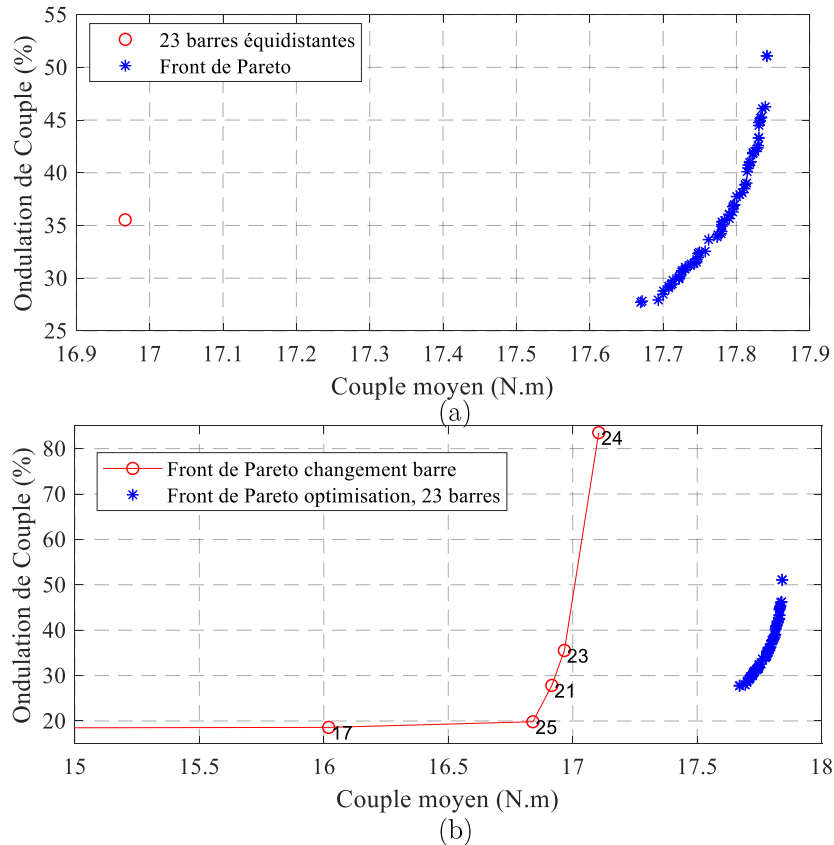 55
50
45
40
35
30
25
Ondulation de Couple (%)
23 barres équidistantes
Front de Pareto
16.9 17 17.1 17.2 17.3 17.4 17.5 17.6 17.7 17.8 17.9
Couple moyen (N.m)
(a)
80
70
60
50
40
30
20
Ondulation de Couple (%)
Front de Pareto changement barre
Front de Pareto optimisation, 23 barres
24
23
21
25
17
15 15.5 16 16.5 17 17.5 18
Couple moyen (N.m)
(b)